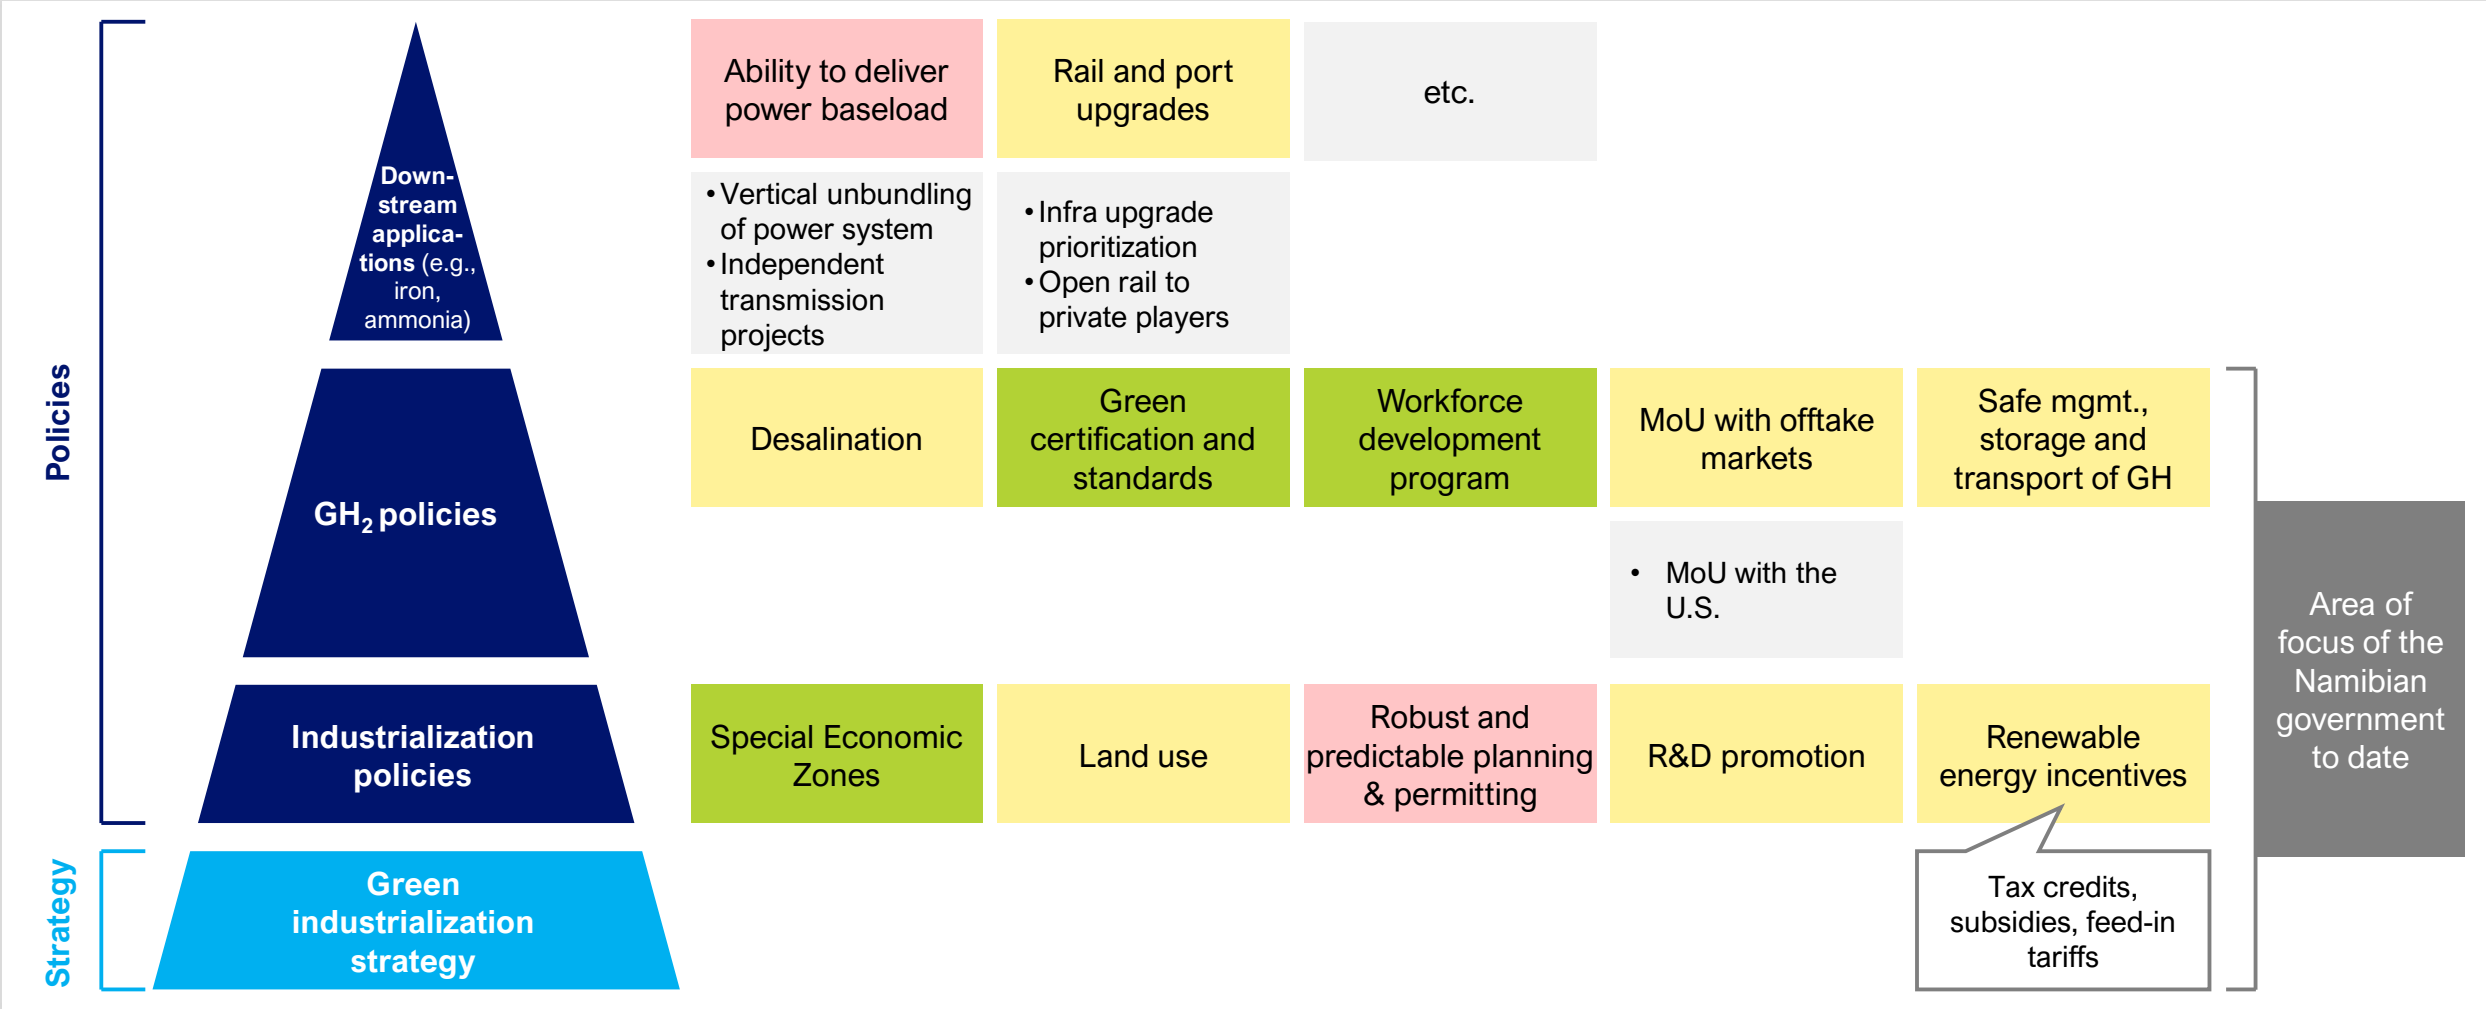 Policies
Down-
stream
applica-
tions (e.g.,
iron,
ammonia)
Ability to deliver
power baseload
Rail and port
upgrades
etc.
•Vertical unbundling
of power system
•Independent
transmission
projects
•Infra upgrade
prioritization
•Open rail to
private players
GH₂ policies
Desalination
Green
certification and
standards
Workforce
development
program
MoU with offtake
markets
Safe mgmt.,
storage and
transport of GH
• MoU with the
U.S.
Industrialization
policies
Special Economic
Zones
Land use
Robust and
predictable planning
& permitting
R&D promotion
Renewable
energy incentives
Tax credits,
subsidies, feed-in
tariffs
Area of
focus of the
Namibian
government
to date
Strategy
Green
industrialization
strategy